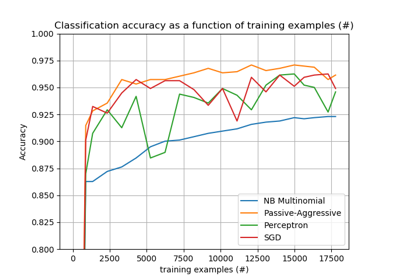 Classification accuracy as a function of training examples (#)
1.000
0.975
0.950
0.925
0.900
0.875
0.850
0.825
0.800
Accuracy
NB Multinomial
Passive-Aggressive
Perceptron
SGD
0 2500 5000 7500 10000 12500 15000 17500
training examples (#)